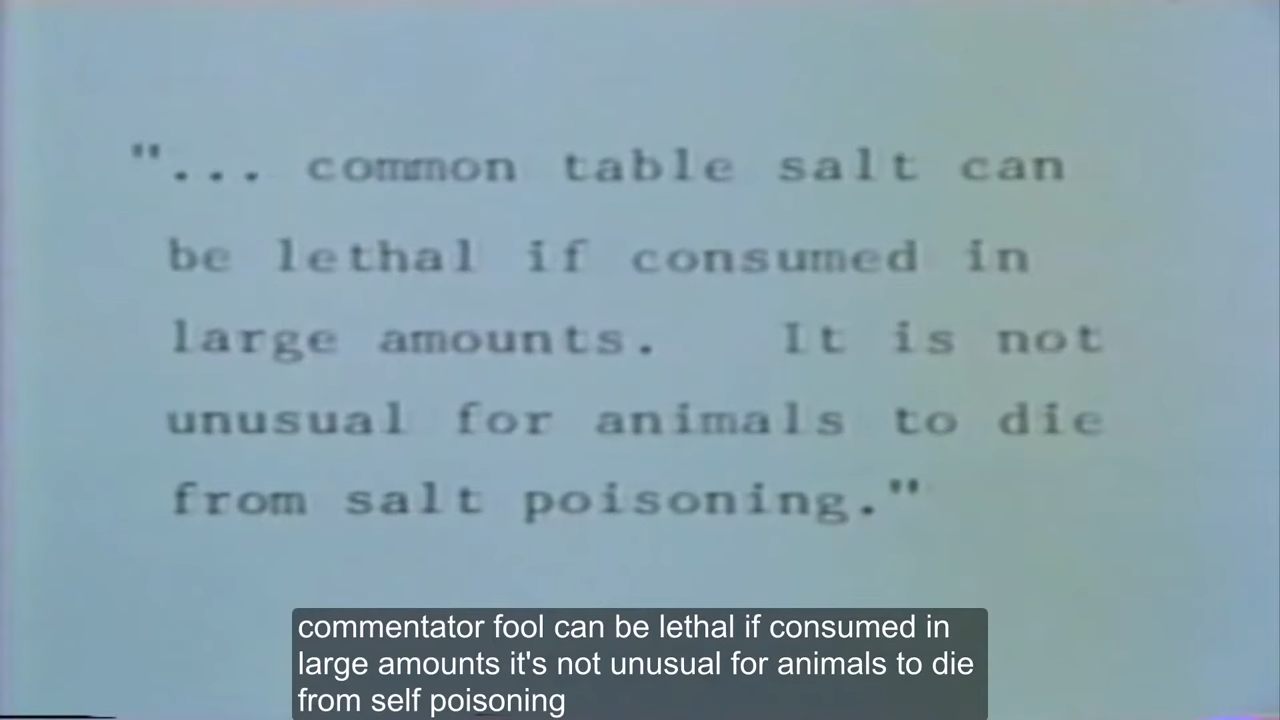 "... common table salt can
be lethal if consumed in
large amounts. It is not
unusual for animals to die
from salt poisoning."
commentator fool can be lethal if consumed in
large amounts it's not unusual for animals to die
from self poisoning